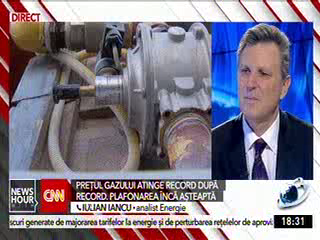 DIRECT
NEWS
HOUR
CNN
PREȚUL GAZULUI ATINGE RECORD DUPĂ
RECORD. PLAFONAREA ÎNCĂ AȘTEAPTĂ
IULIAN IANCU / analist Energie
18:31
scuri generate de majorarea tarifelor la energie și de perturbarea rețelelor de aprovi